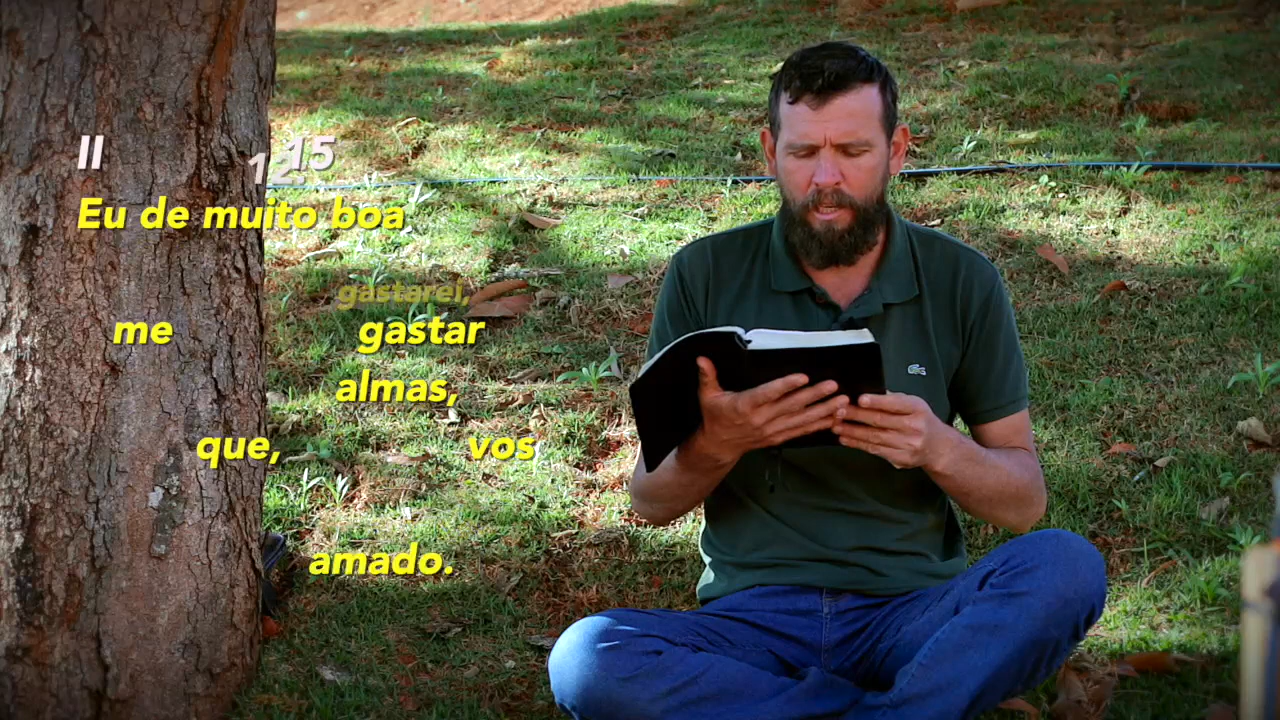 II 12.15
Eu de muito boa
gastarei,
me gastar
almas,
que, vos
amado.